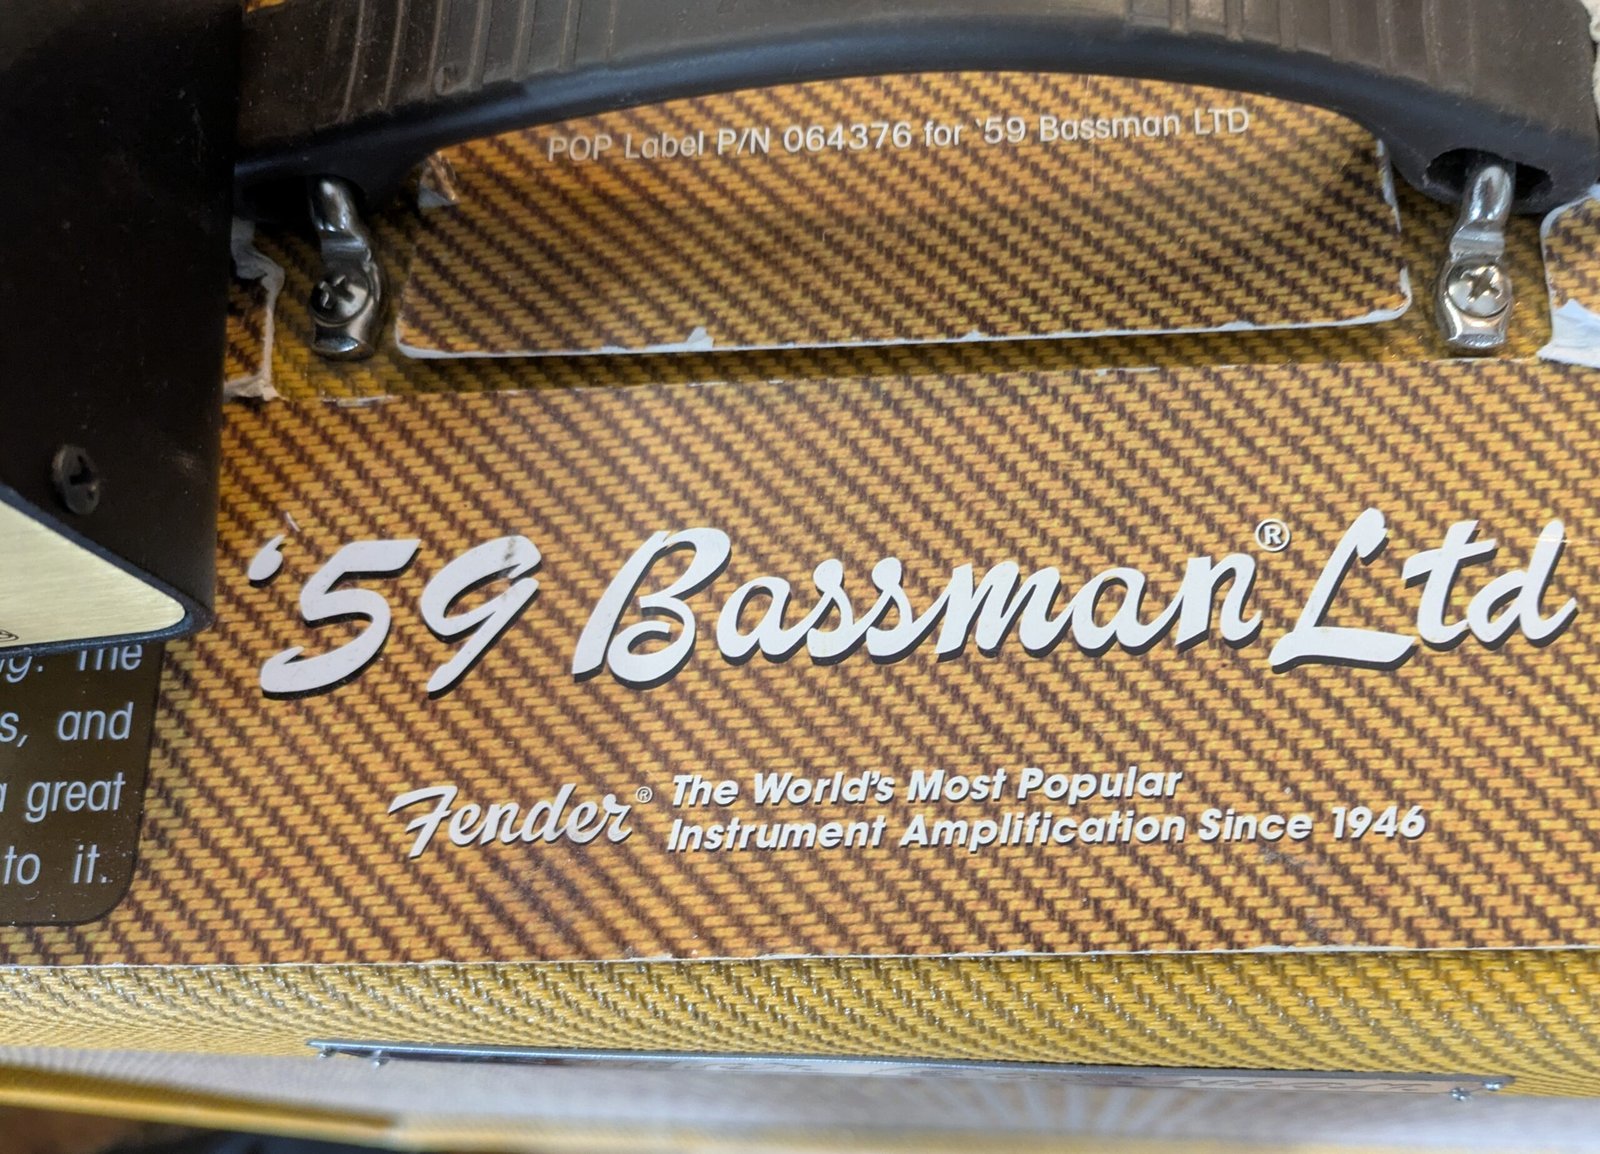 POP Label P/N 064376 for '59 Bassman LTD
'59 Bassman® Ltd
Fender® The World's Most Popular
Instrument Amplification Since 1946
The
s, and
great
to it.